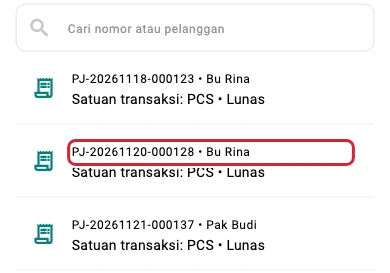 Cari nomor atau pelanggan
PJ-20261118-000123 • Bu Rina
Satuan transaksi: PCS • Lunas
PJ-20261120-000128 • Bu Rina
Satuan transaksi: PCS • Lunas
PJ-20261121-000137 • Pak Budi
Satuan transaksi: PCS • Lunas